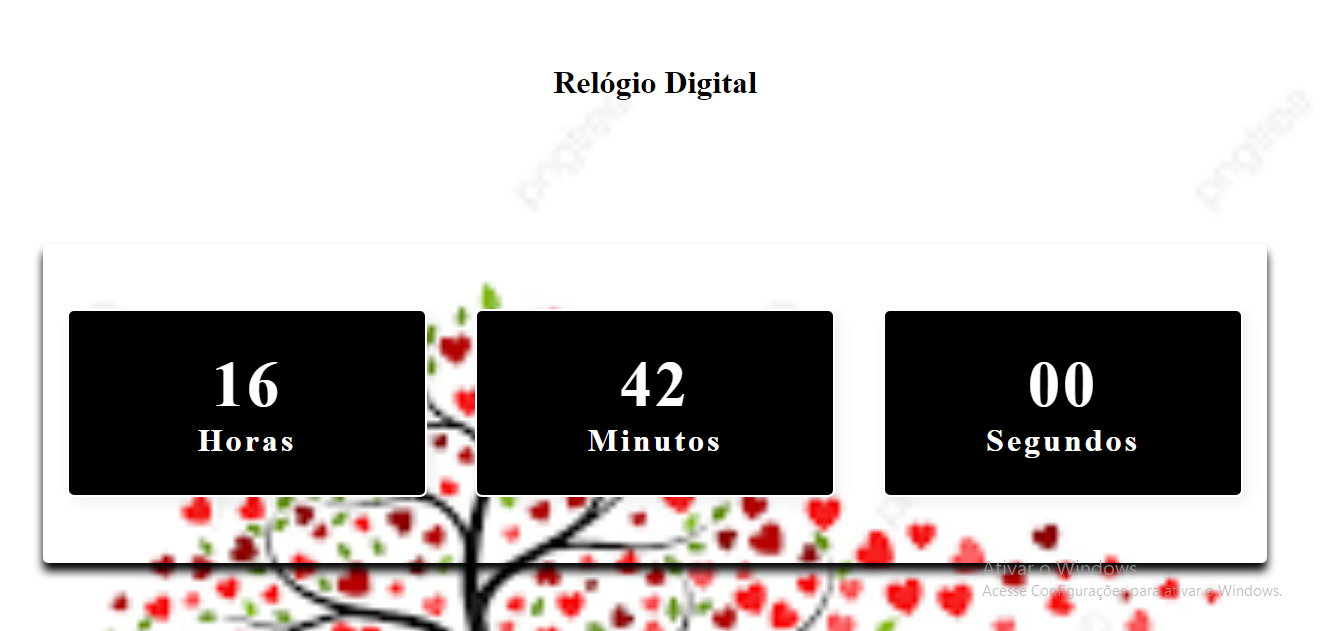 Relógio Digital
pngtree
pngtree
16
42
00
Horas
Minutos
Segundos
Ativar o Windows
Acesse Configurações para ativar o Windows.